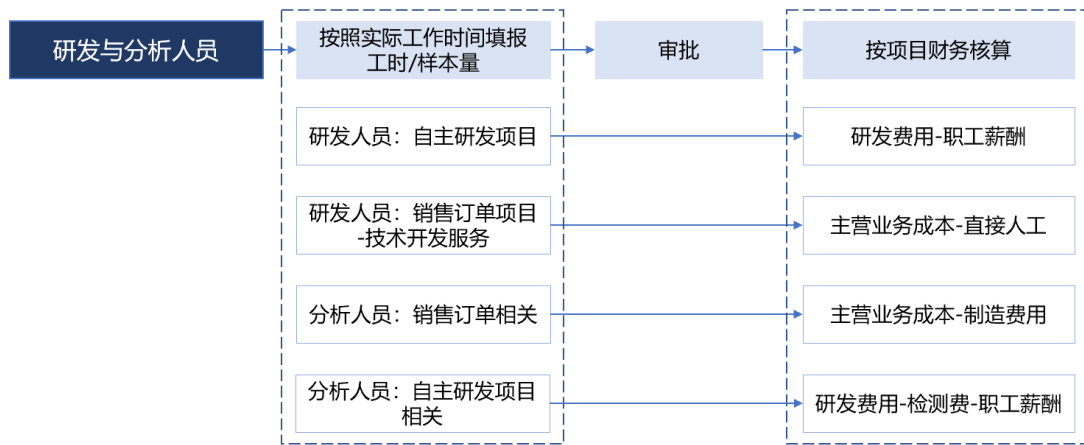 研发与分析人员
按照实际工作时间填报
工时/样本量
审批
按项目财务核算
研发人员：自主研发项目
研发费用-职工薪酬
研发人员：销售订单项目
-技术开发服务
主营业务成本-直接人工
分析人员：销售订单相关
主营业务成本-制造费用
分析人员：自主研发项目
相关
研发费用-检测费-职工薪酬